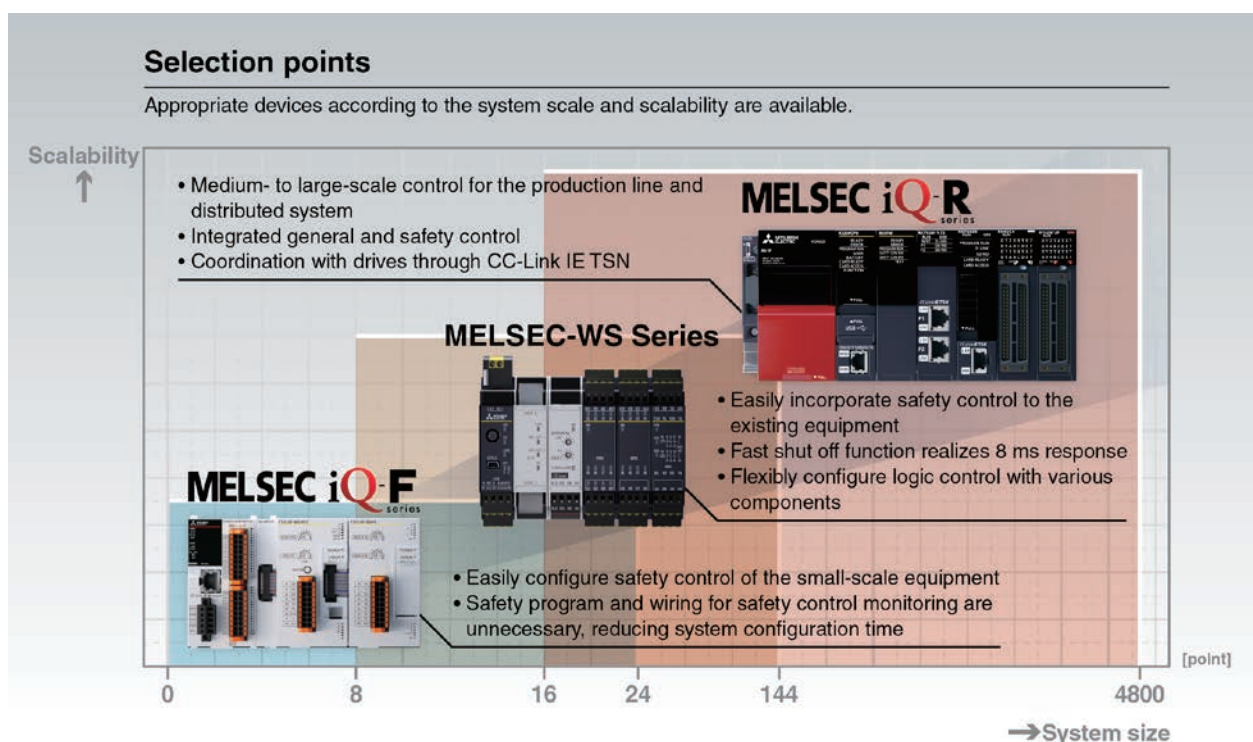 Selection points
Appropriate devices according to the system scale and scalability are available.
Scalability
• Medium- to large-scale control for the production line and
distributed system
• Integrated general and safety control
• Coordination with drives through CC-Link IE TSN
MELSEC iQ-R
series
MELSEC-WS Series
• Easily incorporate safety control to the
existing equipment
• Fast shut off function realizes 8 ms response
• Flexibly configure logic control with various
components
MELSEC iQ-F
series
• Easily configure safety control of the small-scale equipment
• Safety program and wiring for safety control monitoring are
unnecessary, reducing system configuration time
[point]
0 8 16 24 144 4800
System size